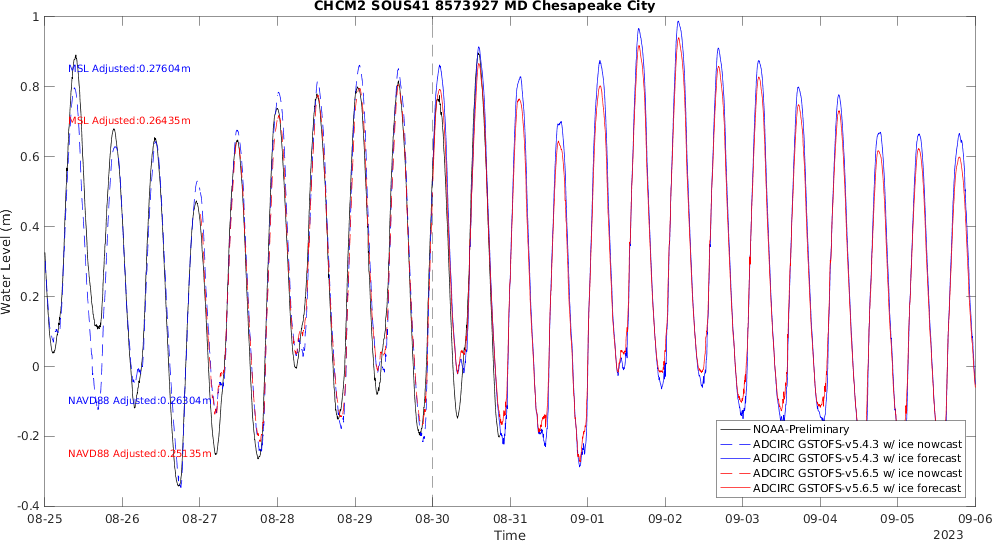 CHCM2 SOUS41 8573927 MD Chesapeake City
Water Level (m)
1
0.8
0.6
0.4
0.2
0
-0.2
-0.4
MSL Adjusted:0.27604m
MSL Adjusted:0.26435m
NAVD88 Adjusted:0.26304m
NAVD88 Adjusted:0.25135m
NOAA-Preliminary
ADCIRC GSTOFS-v5.4.3 w/ ice nowcast
ADCIRC GSTOFS-v5.4.3 w/ ice forecast
ADCIRC GSTOFS-v5.6.5 w/ ice nowcast
ADCIRC GSTOFS-v5.6.5 w/ ice forecast
08-25 08-26 08-27 08-28 08-29 08-30 08-31 09-01 09-02 09-03 09-04 09-05 09-06
Time
2023